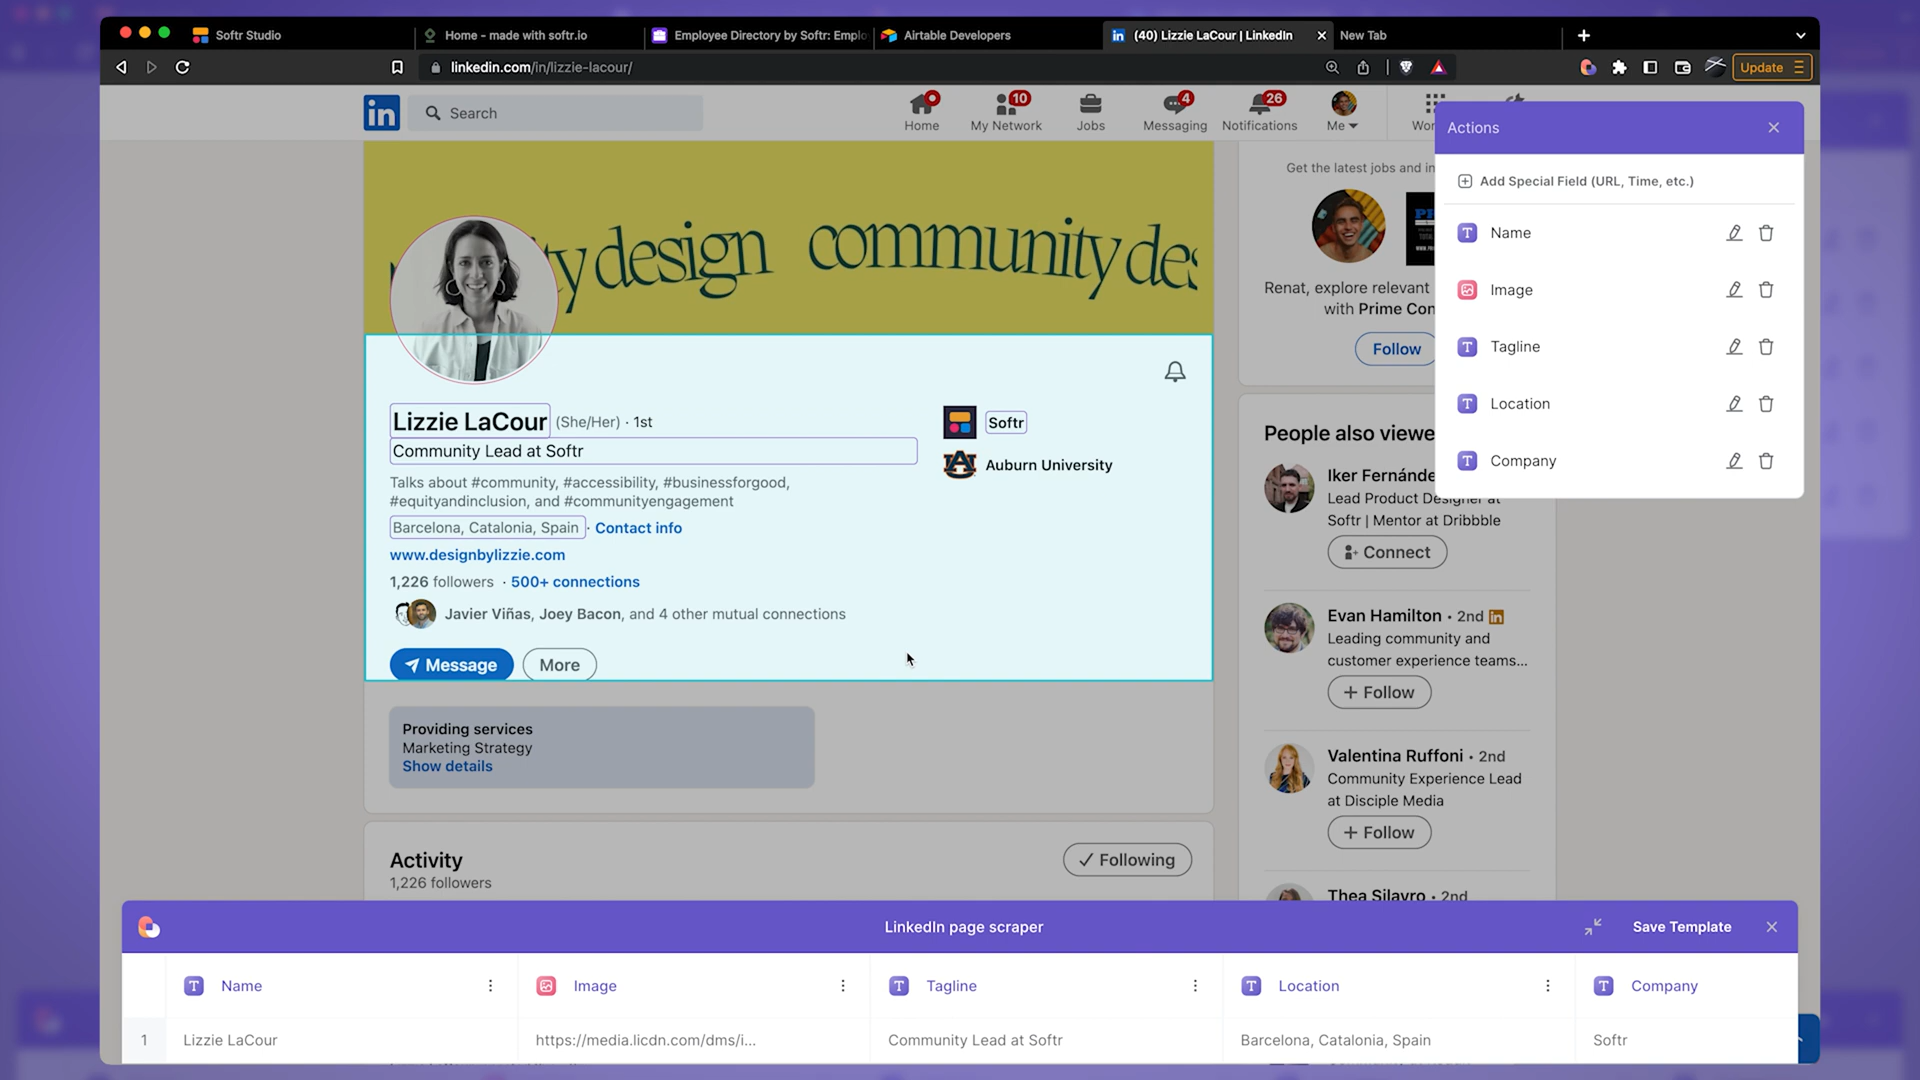 Softr Studio
Home - made with softr.io
Employee Directory by Softr: Emplo
Airtable Developers
in
(40) Lizzie LaCour | LinkedIn
New Tab
linkedin.com/in/lizzie-lacour/
Update
in
Search
Home
10
My Network
Jobs
4
Messaging
26
Notifications
Me
Wor
Actions
Add Special Field (URL, Time, etc.)
Name
Image
Tagline
Location
Company
ty design community des
Get the latest jobs and in
Renat, explore relevant
with Prime Con
Follow
Lizzie LaCour (She/Her) · 1st
Community Lead at Softr
Talks about #community, #accessibility, #businessforgood,
#equityandinclusion, and #communityengagement
Barcelona, Catalonia, Spain · Contact info
www.designbylizzie.com
1,226 followers · 500+ connections
Javier Viñas, Joey Bacon, and 4 other mutual connections
Message
More
Softr
Auburn University
Providing services
Marketing Strategy
Show details
Activity
1,226 followers
Following
People also viewe
Iker Fernánde
Lead Product Designer at
Softr | Mentor at Dribbble
Connect
Evan Hamilton · 2nd in
Leading community and
customer experience teams...
+ Follow
Valentina Ruffoni · 2nd
Community Experience Lead
at Disciple Media
+ Follow
Thea Silayro · 2nd
LinkedIn page scraper
Save Template
T Name
Image
T Tagline
T Location
T Company
1
Lizzie LaCour
https://media.licdn.com/dms/i...
Community Lead at Softr
Barcelona, Catalonia, Spain
Softr